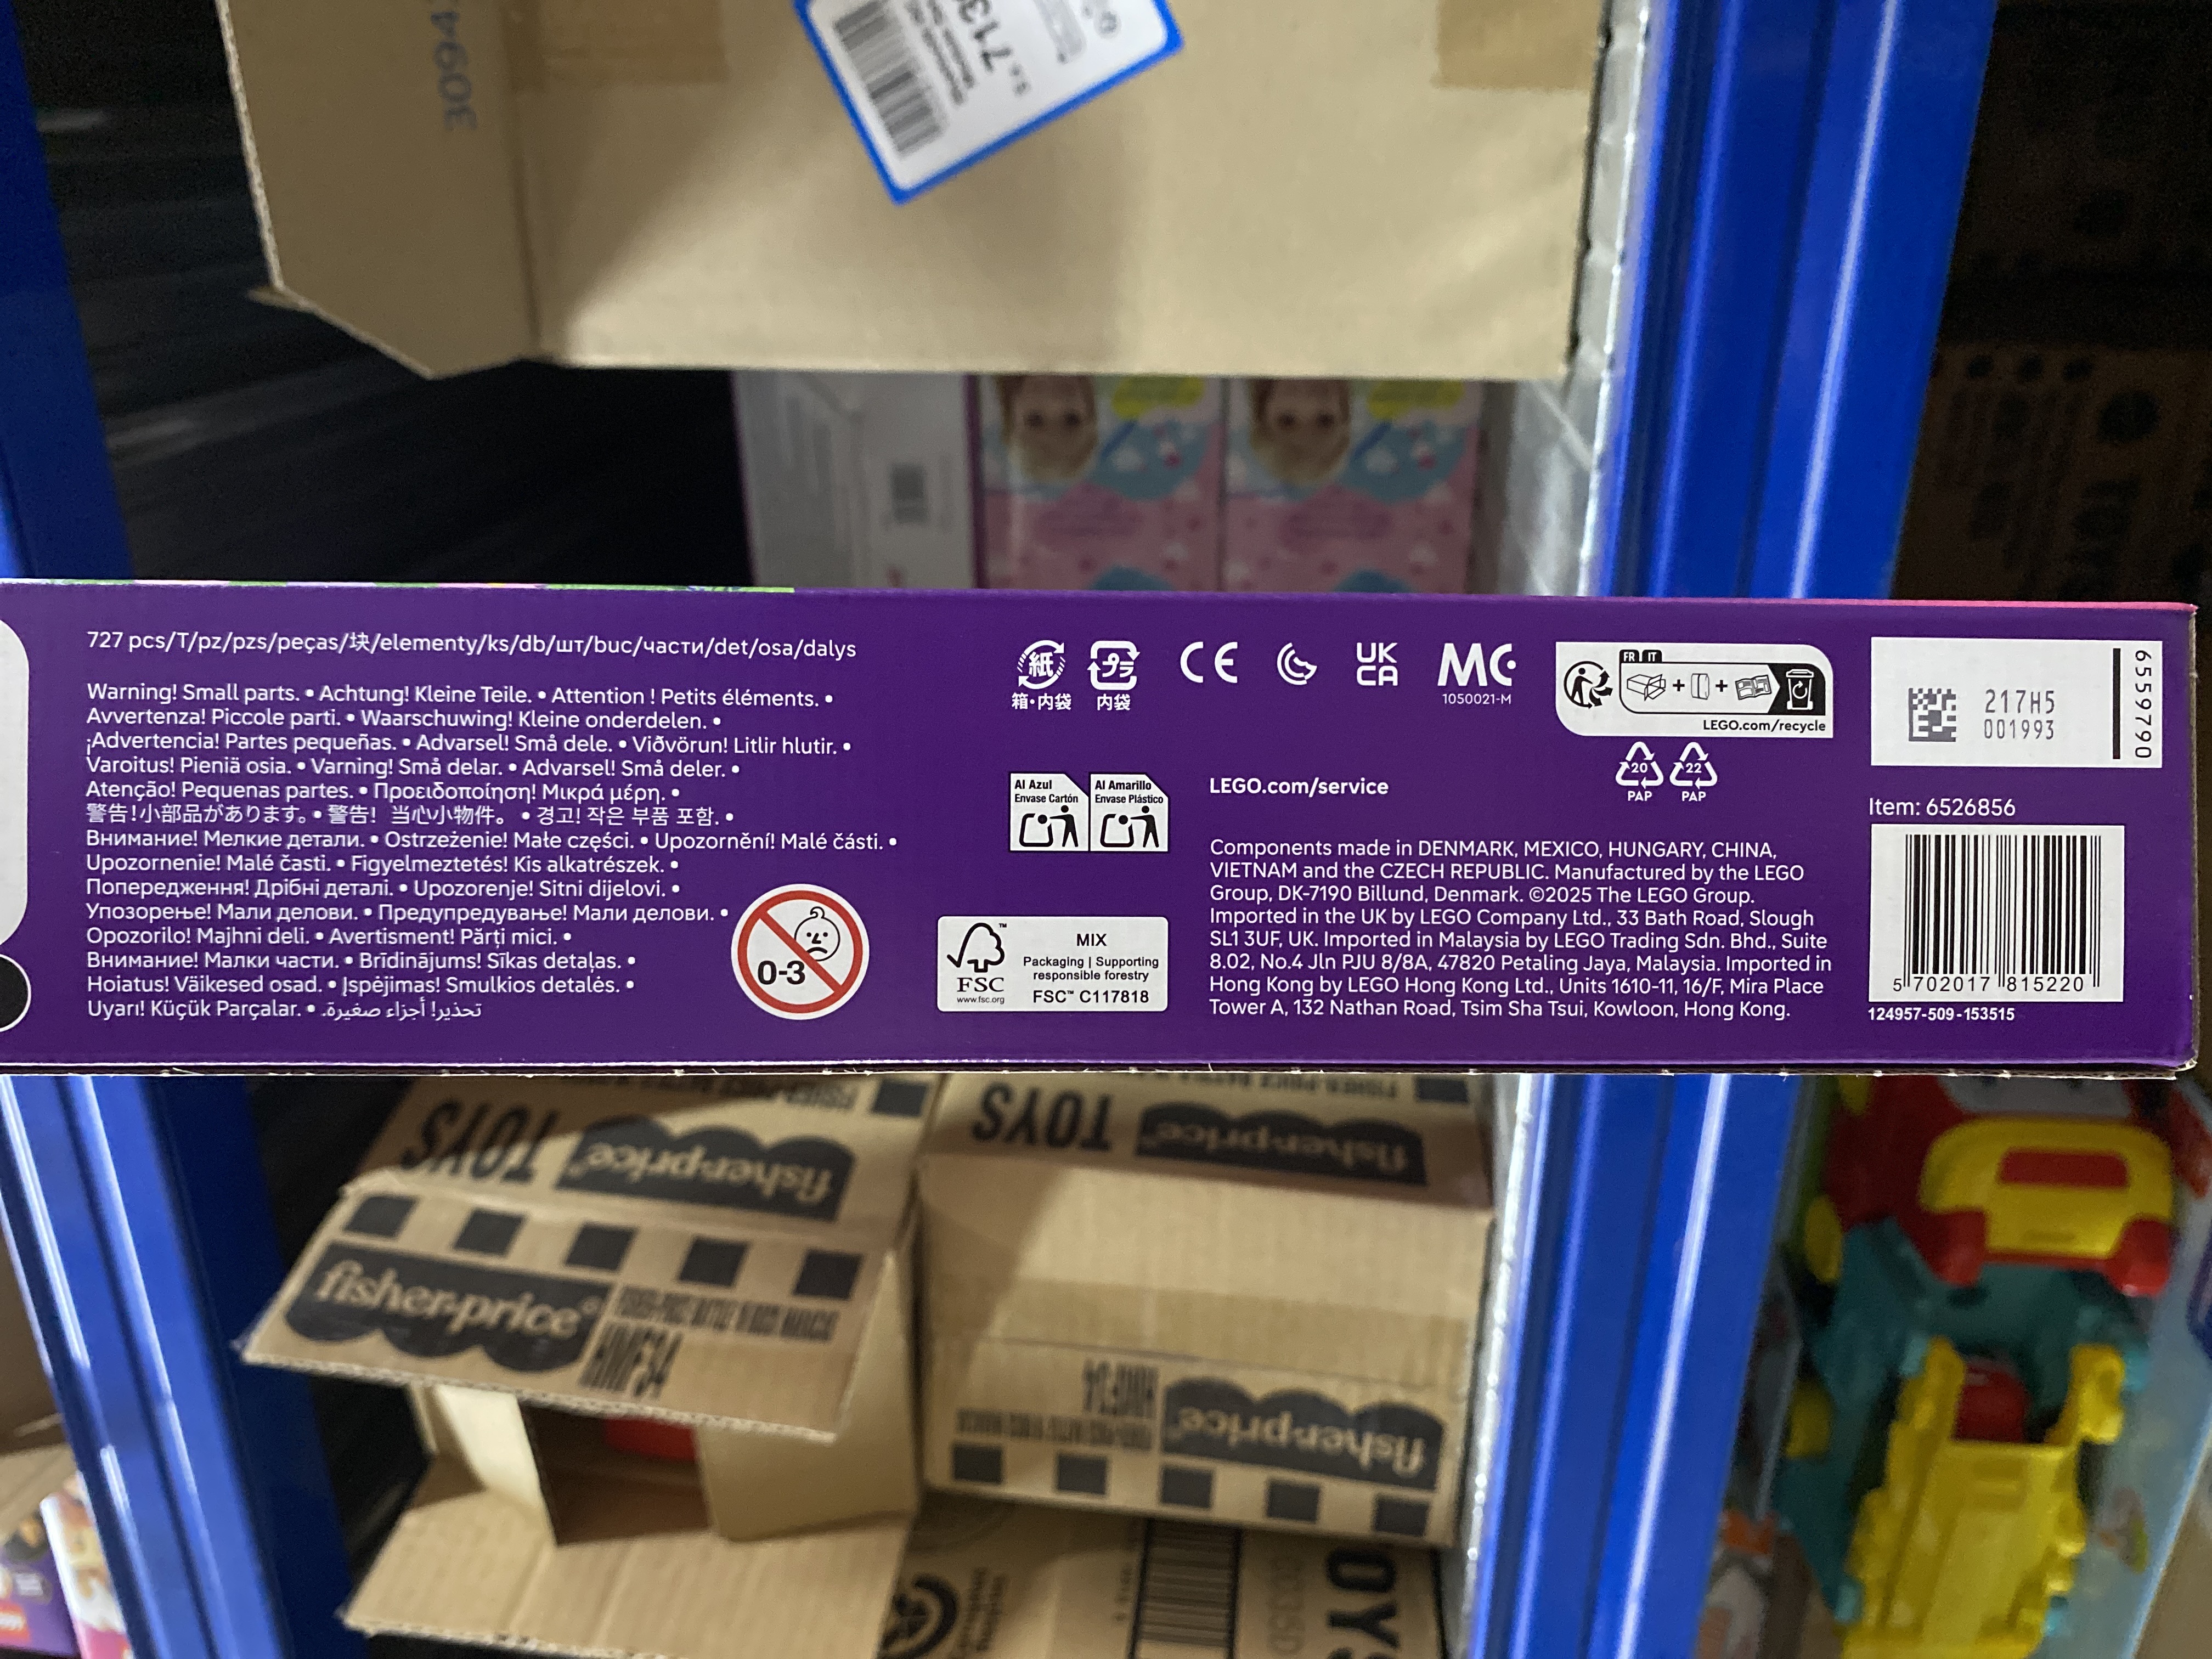 3094
713
727 pcs/T/pz/pzs/peças/块/elementy/ks/db/шт/buc/части/det/osa/dalys
Warning! Small parts. • Achtung! Kleine Teile. • Attention ! Petits éléments. •
Avvertenza! Piccole parti. • Waarschuwing! Kleine onderdelen. •
¡Advertencia! Partes pequeñas. • Advarsel! Små dele. • Viðvörun! Litlir hlutir. •
Varoitus! Pieniä osia. • Varning! Små delar. • Advarsel! Små deler. •
Atenção! Pequenas partes. • Προειδοποίηση! Μικρά μέρη. •
警告!小部品があります。• 警告! 当心小物件。 • 경고! 작은 부품 포함. •
Внимание! Мелкие детали. • Ostrzeżenie! Małe części. • Upozornění! Malé části. •
Upozornenie! Malé časti. • Figyelmeztetés! Kis alkatrészek. •
Попередження! Дрібні деталі. • Upozorenje! Sitni dijelovi. •
Упозорење! Мали делови. • Предупредување! Мали делови. •
Opozorilo! Majhni deli. • Avertisment! Părți mici. •
Внимание! Малки части. • Brīdinājums! Sīkas detaļas. •
Hoiatus! Väikesed osad. • Įspėjimas! Smulkios detalės. •
Uyarı! Küçük Parçalar. • تحذير! أجزاء صغيرة.
0-3
紙
箱・内袋
プラ
内袋
CE
UK
CA
MC
1050021-M
FR IT
LEGO.com/recycle
20
PAP
22
PAP
Al Azul
Envase Cartón
Al Amarillo
Envase Plástico
LEGO.com/service
FSC™
www.fsc.org
MIX
Packaging | Supporting
responsible forestry
FSC™ C117818
Components made in DENMARK, MEXICO, HUNGARY, CHINA,
VIETNAM and the CZECH REPUBLIC. Manufactured by the LEGO
Group, DK-7190 Billund, Denmark. ©2025 The LEGO Group.
Imported in the UK by LEGO Company Ltd., 33 Bath Road, Slough
SL1 3UF, UK. Imported in Malaysia by LEGO Trading Sdn. Bhd., Suite
8.02, No.4 Jln PJU 8/8A, 47820 Petaling Jaya, Malaysia. Imported in
Hong Kong by LEGO Hong Kong Ltd., Units 1610-11, 16/F, Mira Place
Tower A, 132 Nathan Road, Tsim Sha Tsui, Kowloon, Hong Kong.
217H5
001993
6559790
Item: 6526856
5 702017 815220
124957-509-153515
TOYS
fisher-price
TOYS
fisher-price
fisher-price®
HWF34
HWF34
fisher-price